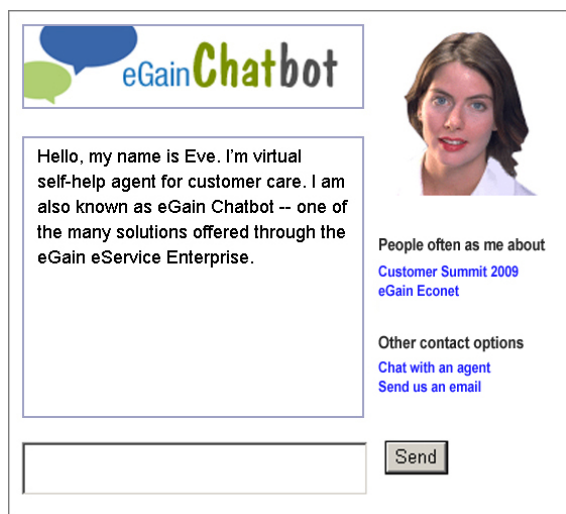 eGain Chatbot
Hello, my name is Eve. I'm virtual
self-help agent for customer care. I am
also known as eGain Chatbot -- one of
the many solutions offered through the
eGain eService Enterprise.
People often as me about
Customer Summit 2009
eGain Econet
Other contact options
Chat with an agent
Send us an email
Send